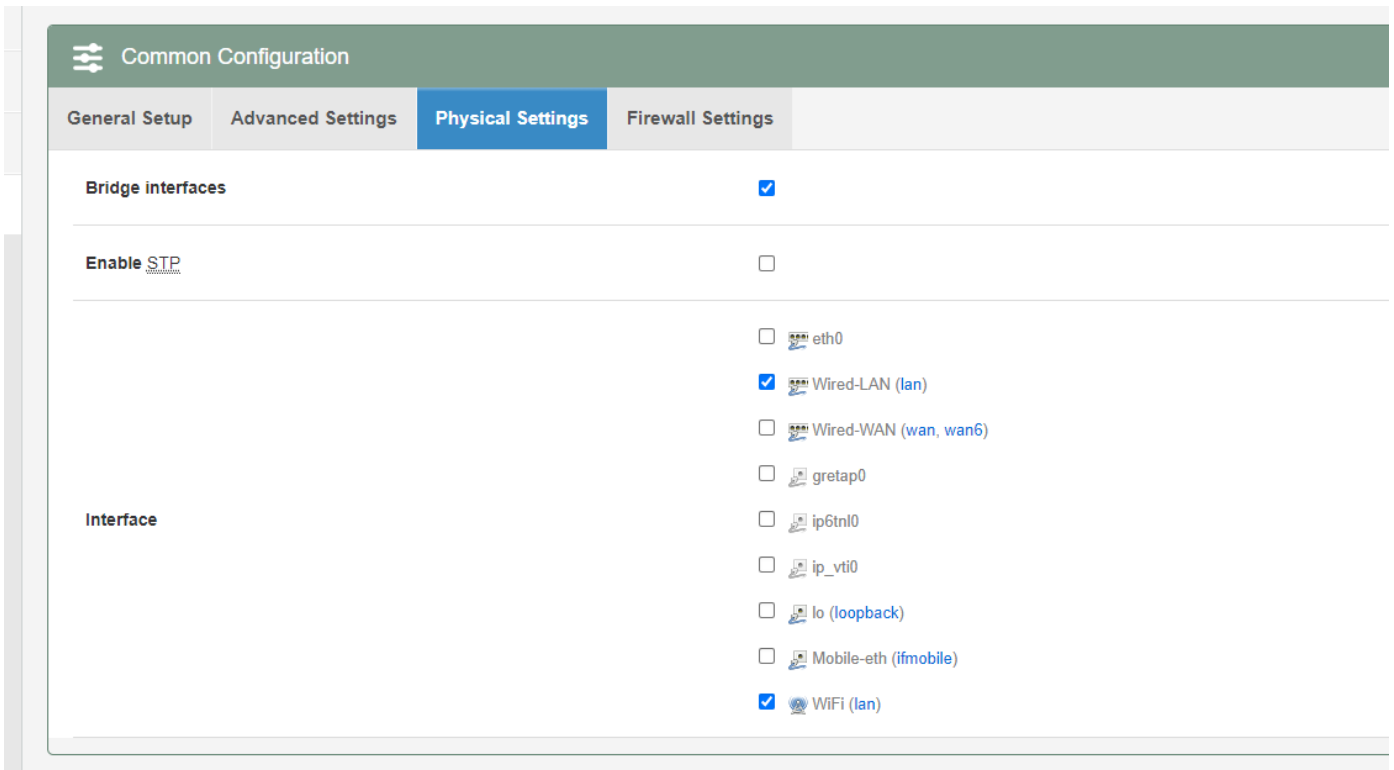 Common Configuration
General Setup Advanced Settings Physical Settings Firewall Settings
Bridge interfaces
Enable STP
Interface
eth0
Wired-LAN (lan)
Wired-WAN (wan, wan6)
gretap0
ip6tnl0
ip_vti0
lo (loopback)
Mobile-eth (ifmobile)
WiFi (lan)